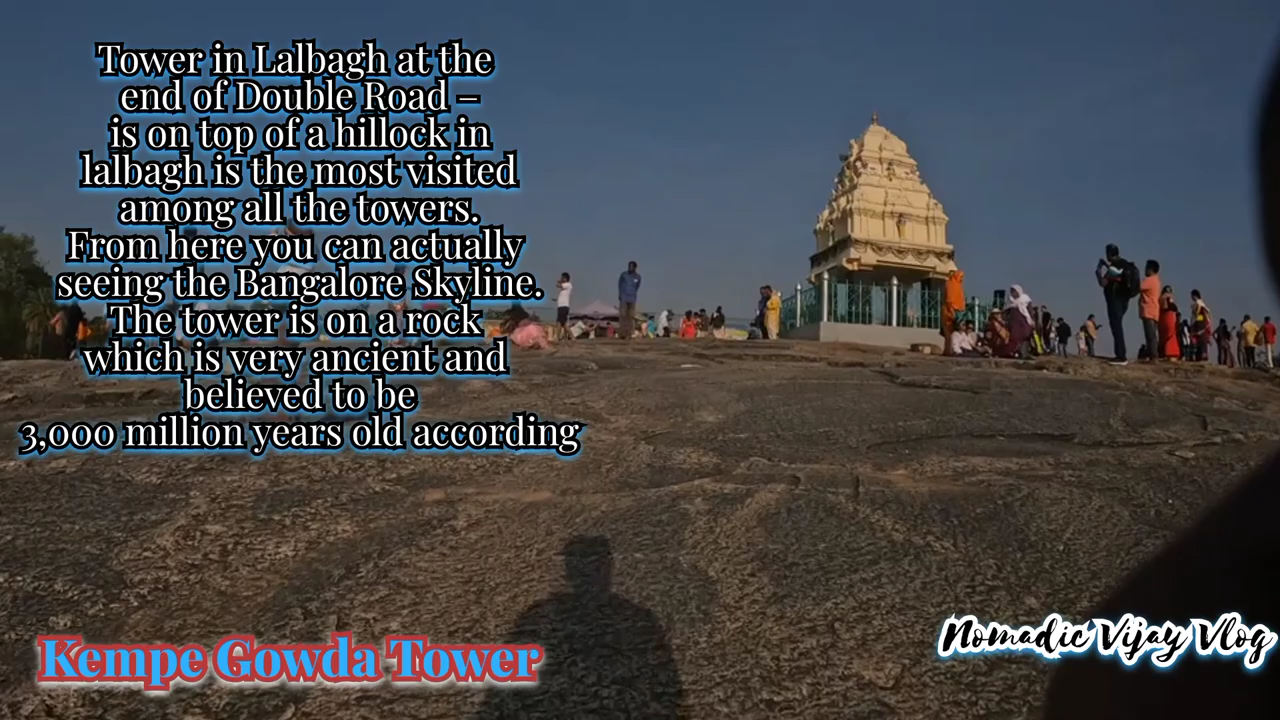 Tower in Lalbagh at the
end of Double Road –
is on top of a hillock in
lalbagh is the most visited
among all the towers.
From here you can actually
seeing the Bangalore Skyline.
The tower is on a rock
which is very ancient and
believed to be
3,000 million years old according
Kempe Gowda Tower
Nomadic Vijay Vlog